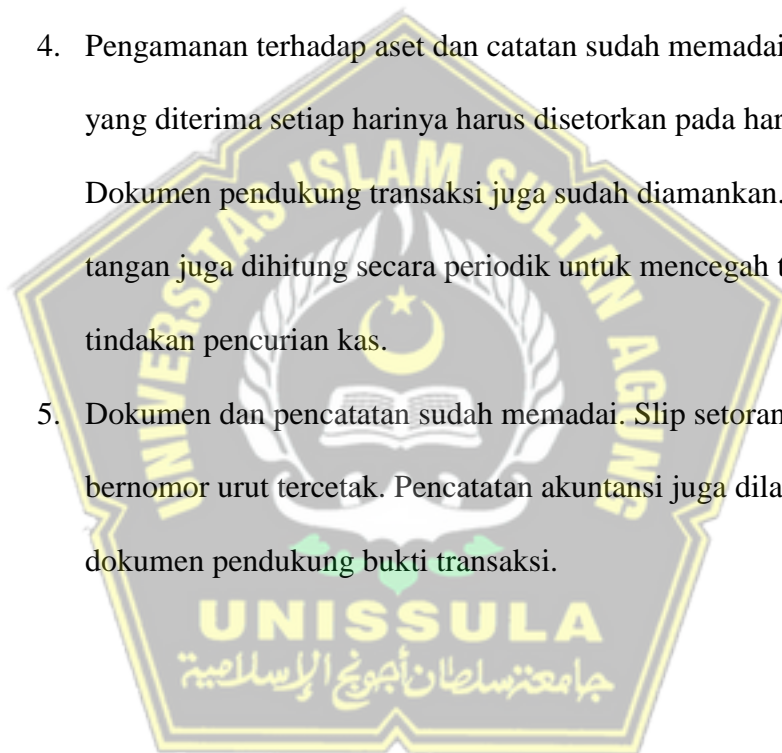 4. Pengamanan terhadap aset dan catatan sudah memadai
yang diterima setiap harinya harus disetorkan pada har
Dokumen pendukung transaksi juga sudah diamankan.
tangan juga dihitung secara periodik untuk mencegah t
tindakan pencurian kas.
5. Dokumen dan pencatatan sudah memadai. Slip setoran
bernomor urut tercetak. Pencatatan akuntansi juga dila
dokumen pendukung bukti transaksi.
UNIVERSITAS ISLAM SULTAN AGUNG
UNISSULA
جامعة سلطان أجونج الإسلامية